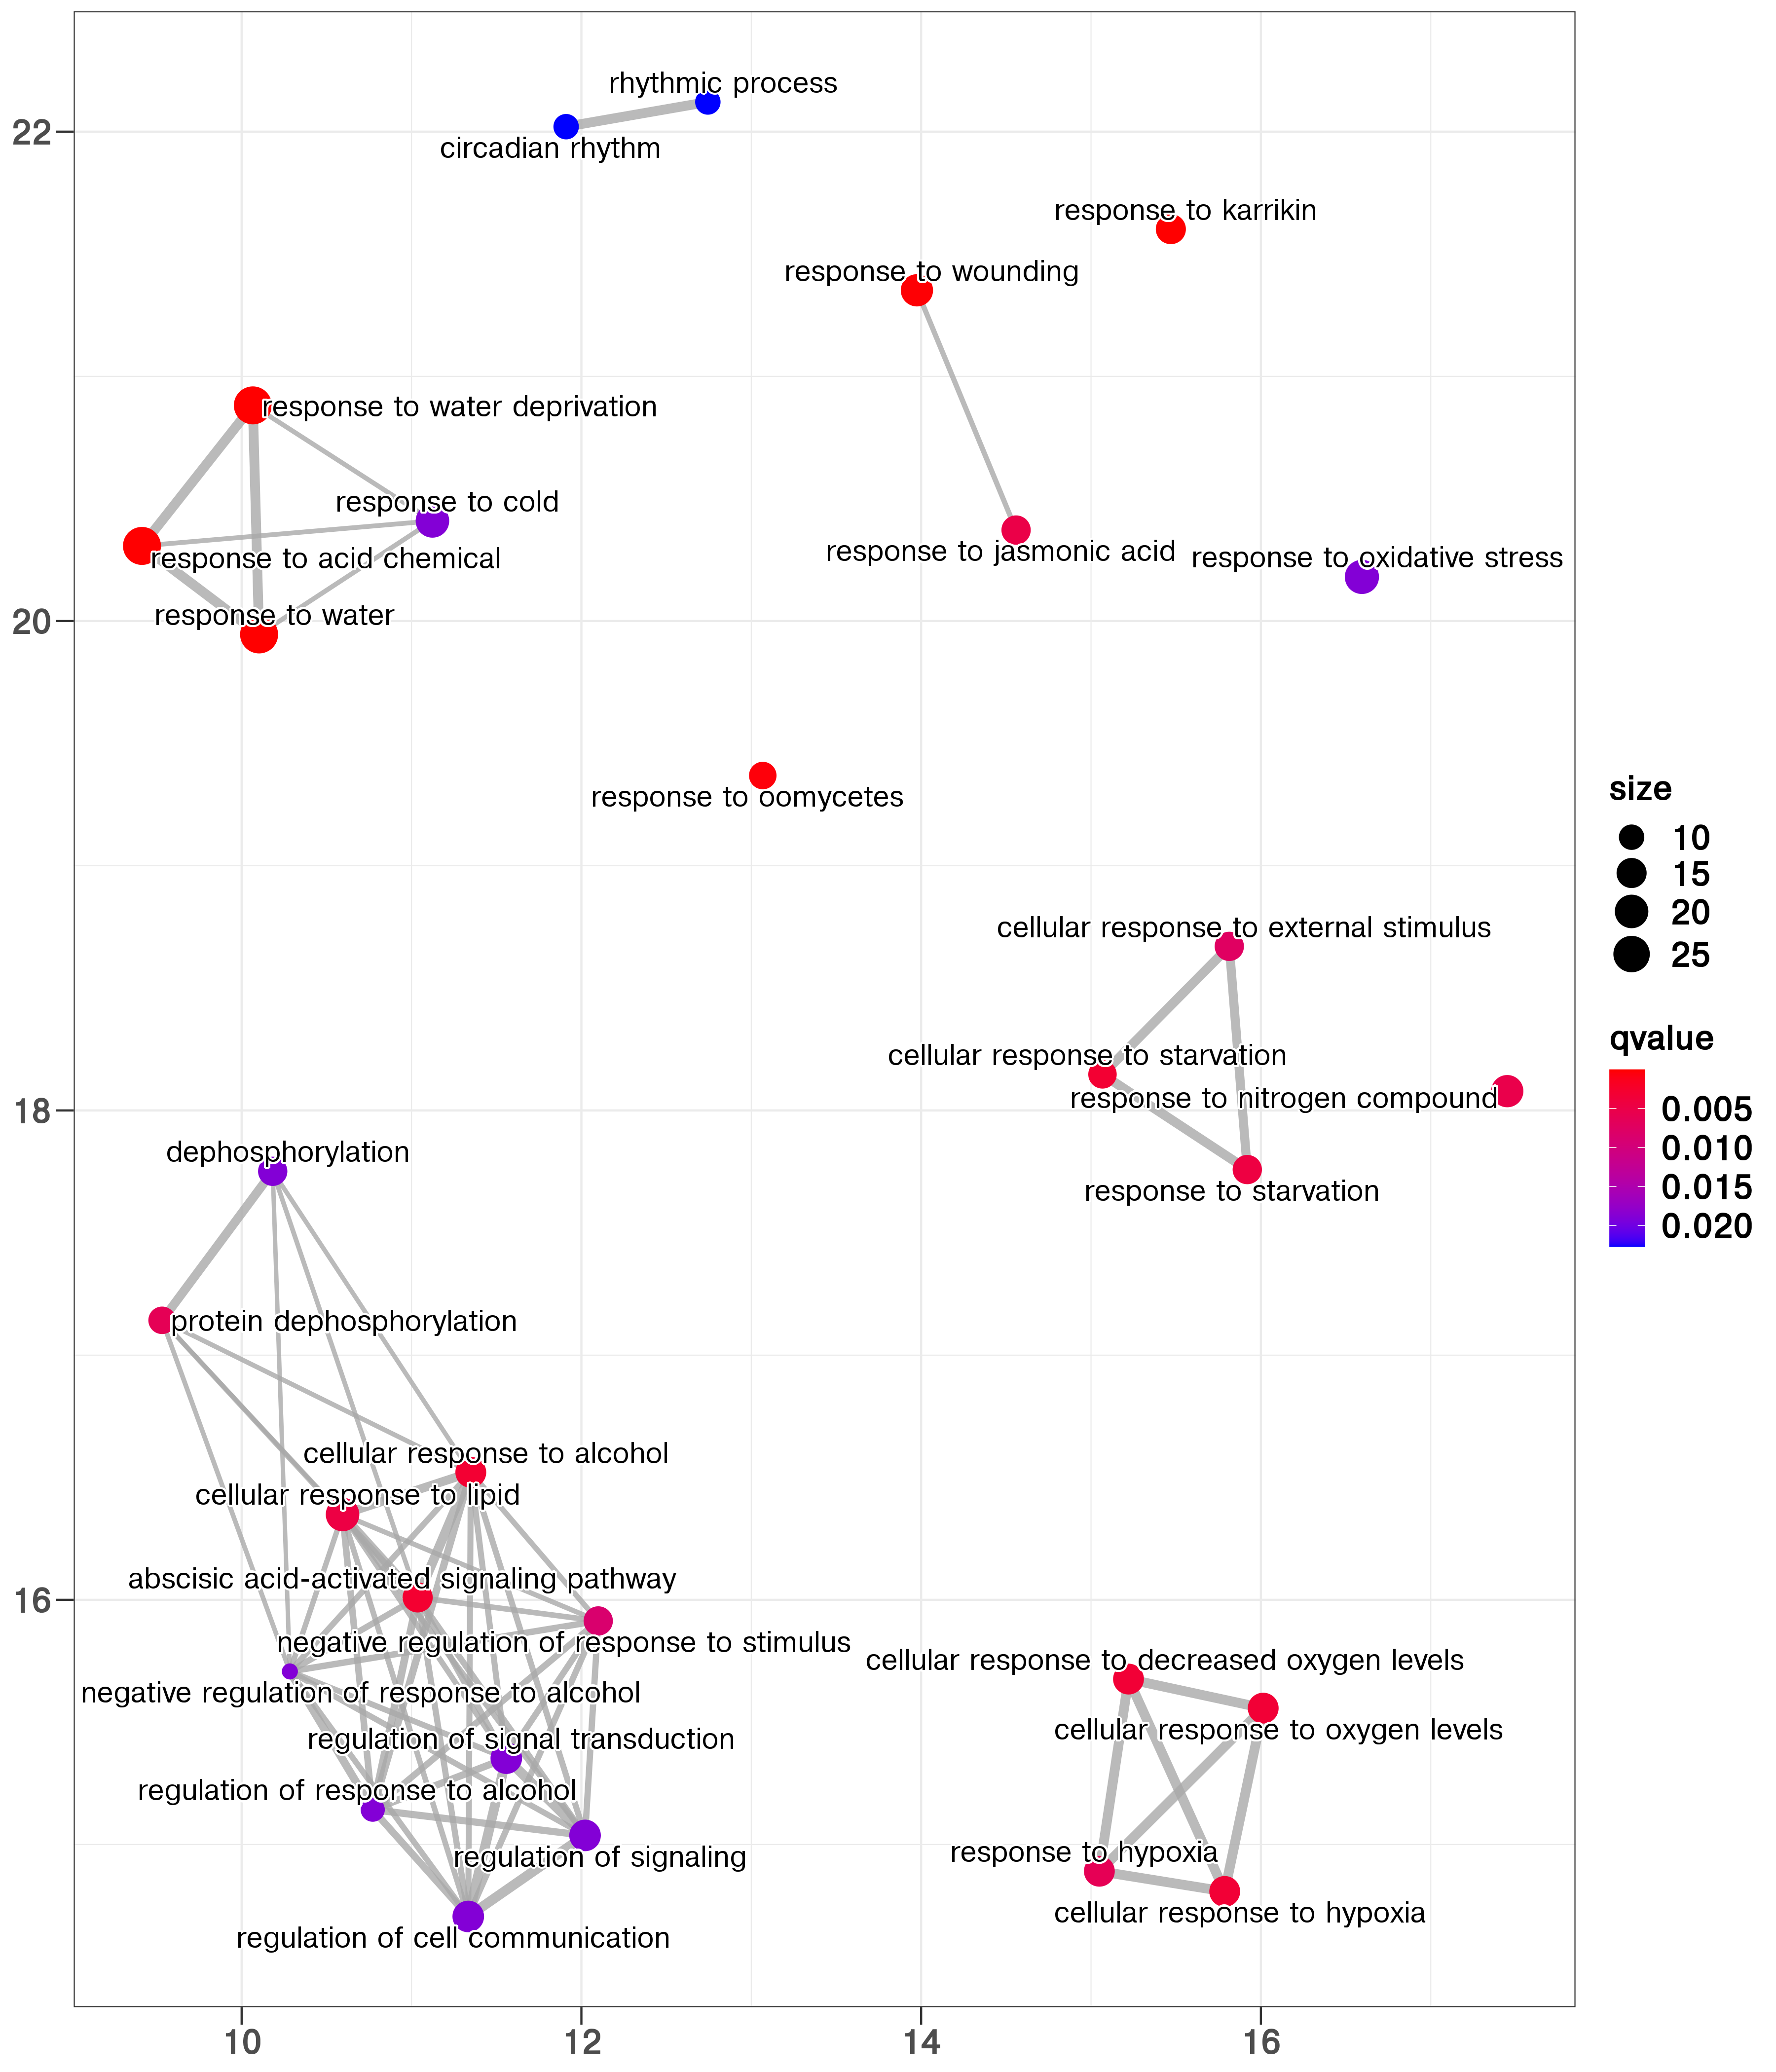 rhythmic process
22
circadian rhythm
response to karrikin
response to wounding
response to water deprivation
response to cold
response to acid chemical
response to jasmonic acid
response to oxidative stress
response to water
20
response to oomycetes
size
10
15
20
25
cellular response to external stimulus
cellular response to starvation
response to nitrogen compound
18
response to starvation
qvalue
0.005
0.010
0.015
0.020
dephosphorylation
protein dephosphorylation
cellular response to alcohol
cellular response to lipid
abscisic acid-activated signaling pathway
16
negative regulation of response to stimulus
cellular response to decreased oxygen levels
negative regulation of response to alcohol
cellular response to oxygen levels
regulation of signal transduction
regulation of response to alcohol
response to hypoxia
regulation of signaling
cellular response to hypoxia
regulation of cell communication
10
12
14
16